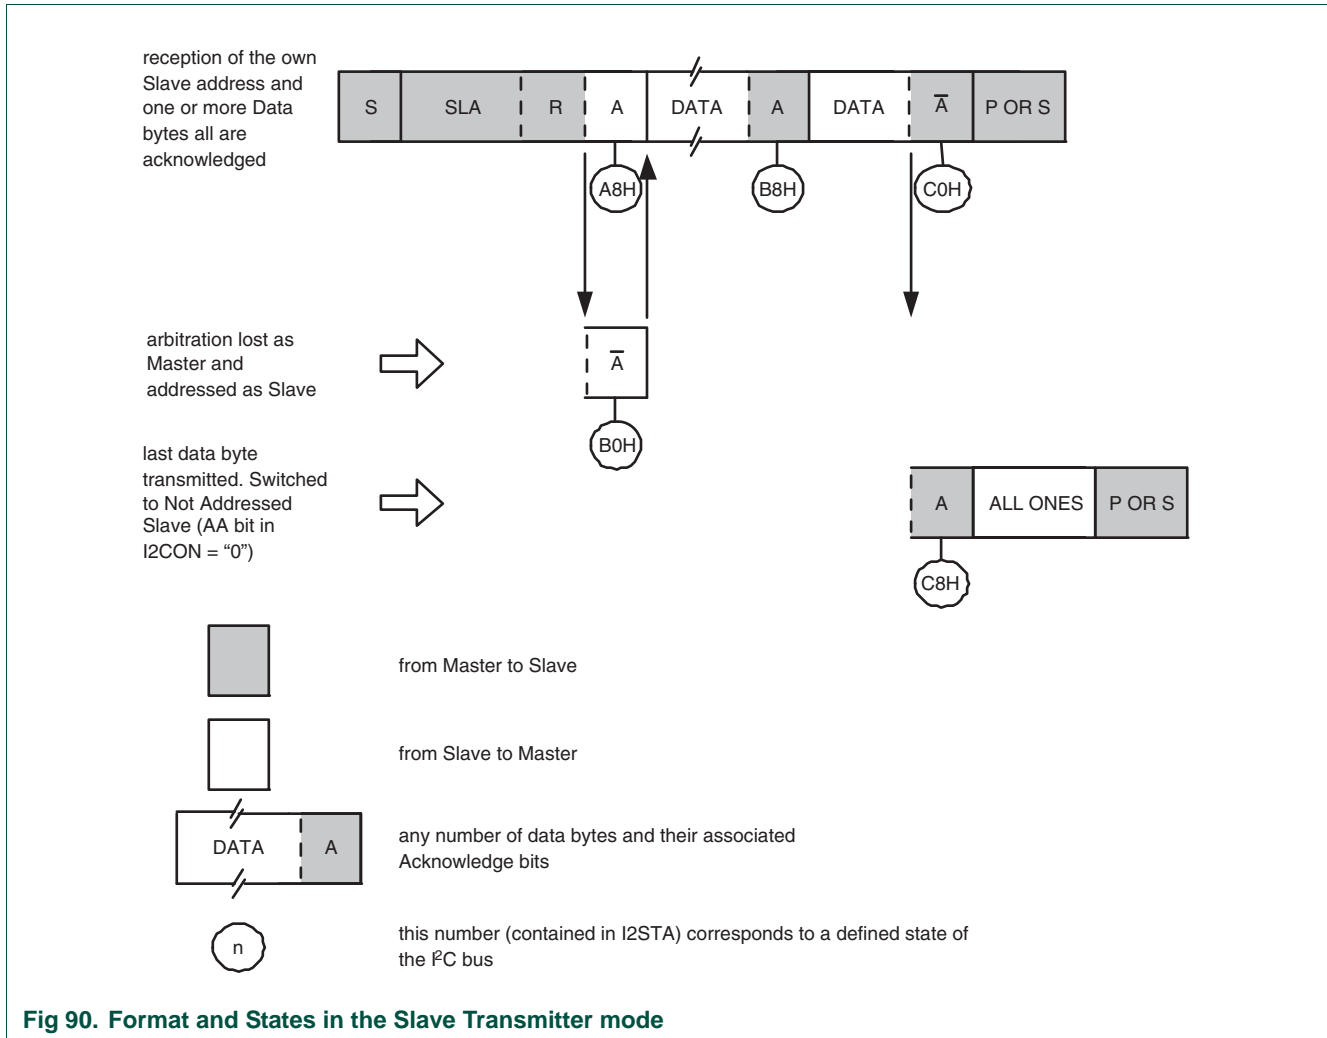 reception of the own
Slave address and
one or more Data
bytes all are
acknowledged
S SLA R A DATA A DATA A̅ P OR S
A8H B8H C0H
arbitration lost as
Master and
addressed as Slave
A̅
B0H
last data byte
transmitted. Switched
to Not Addressed
Slave (AA bit in
I2CON = “0”)
A ALL ONES P OR S
C8H
from Master to Slave
from Slave to Master
DATA A
any number of data bytes and their associated
Acknowledge bits
n
this number (contained in I2STA) corresponds to a defined state of
the I²C bus
Fig 90. Format and States in the Slave Transmitter mode